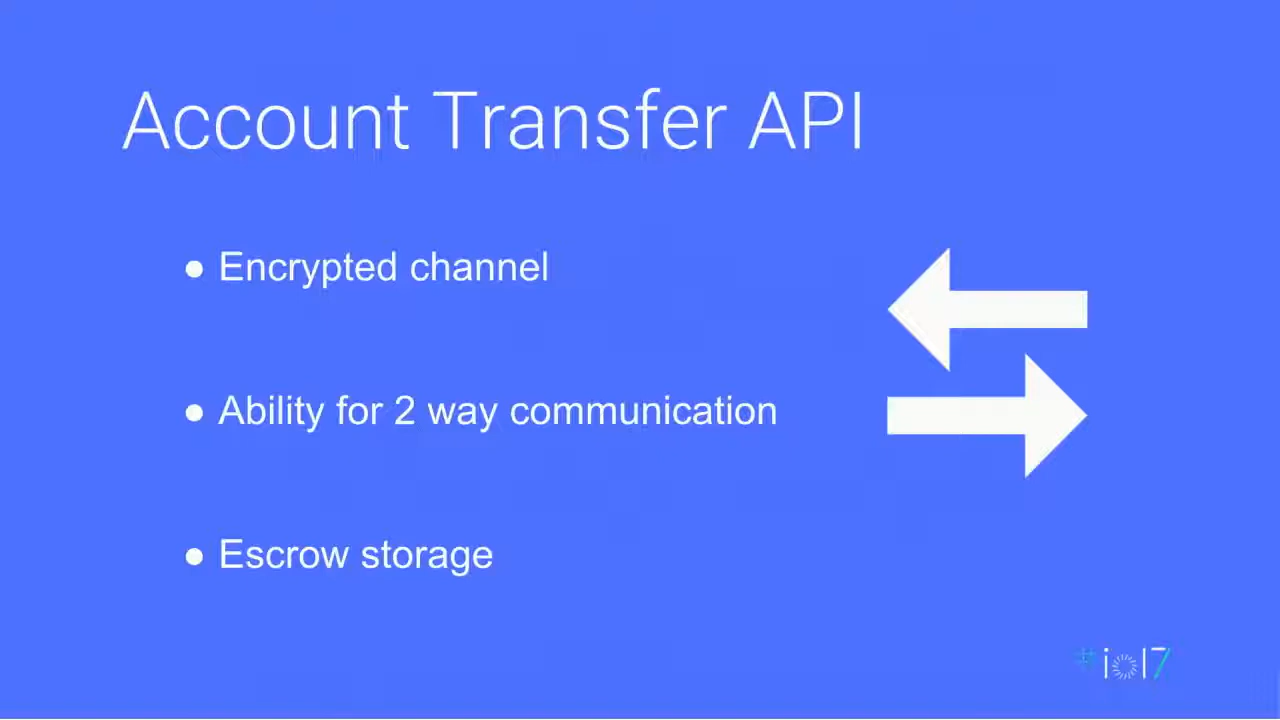 Account Transfer API
● Encrypted channel
● Ability for 2 way communication
● Escrow storage
#io17